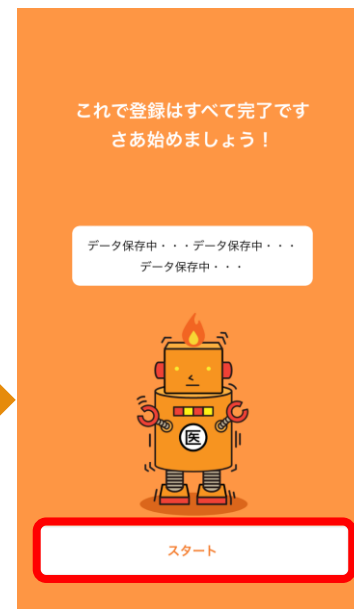 これで登録はすべて完了です
さあ始めましょう！
データ保存中・・・データ保存中・・・
データ保存中・・・
医
スタート